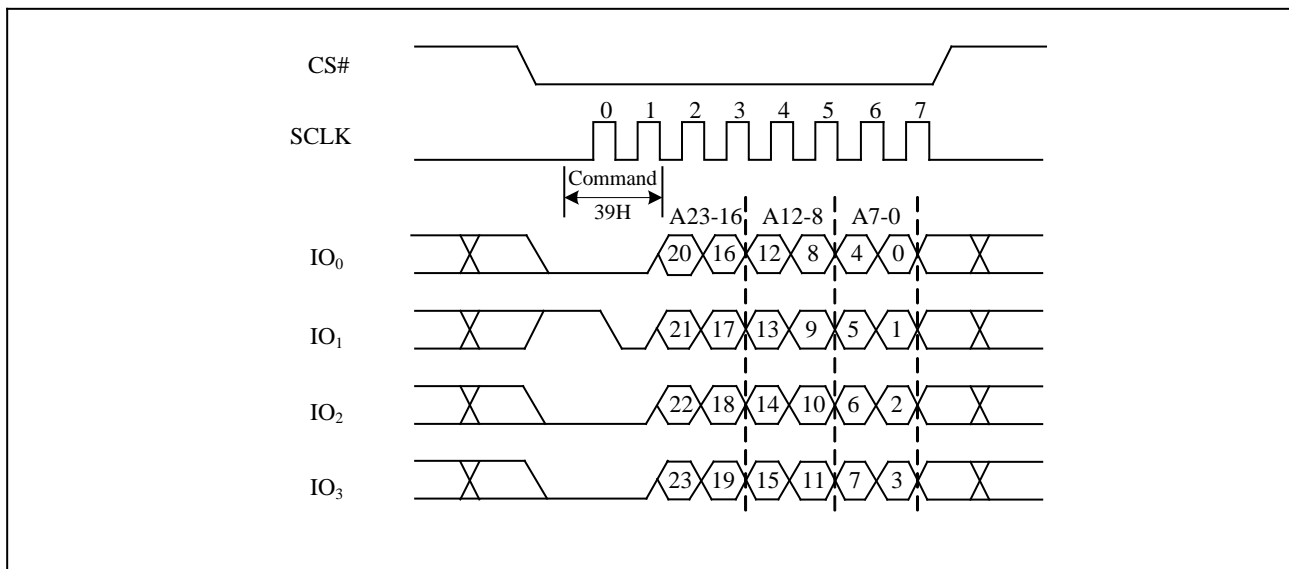 CS#
0 1 2 3 4 5 6 7
SCLK
Command
39H
A23-16 A12-8 A7-0
IO0 20 16 12 8 4 0
IO1 21 17 13 9 5 1
IO2 22 18 14 10 6 2
IO3 23 19 15 11 7 3